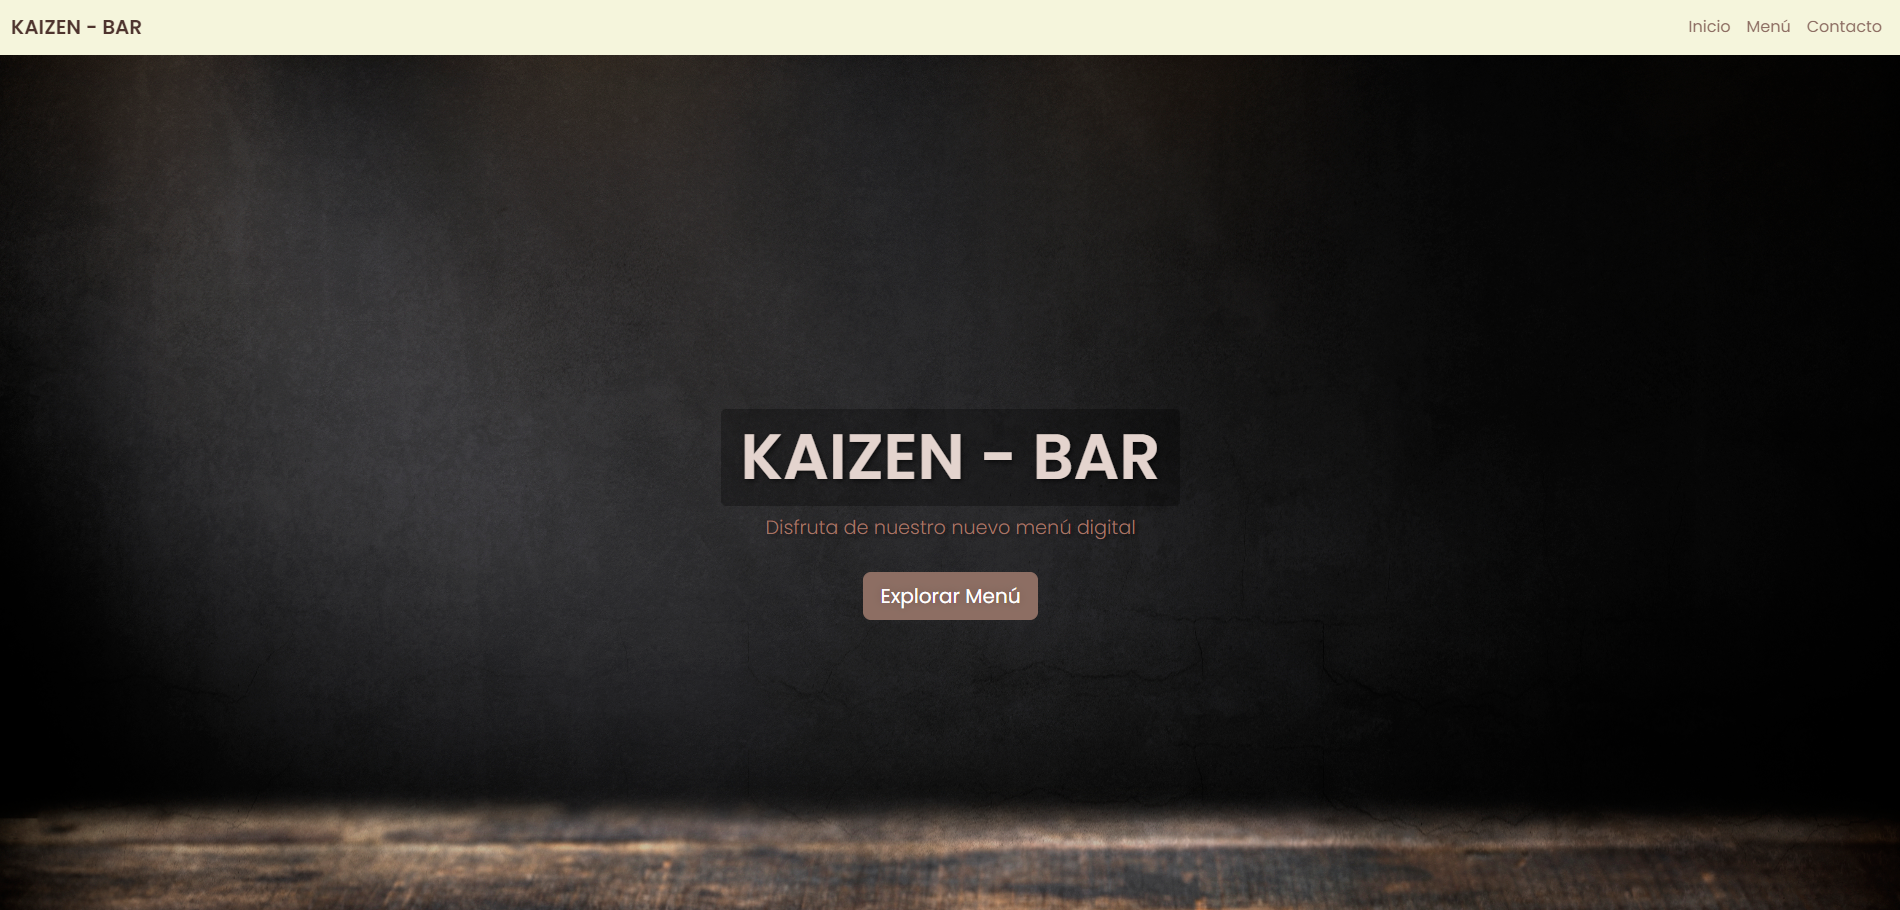 KAIZEN - BAR
Inicio Menú Contacto
KAIZEN - BAR
Disfruta de nuestro nuevo menú digital
Explorar Menú